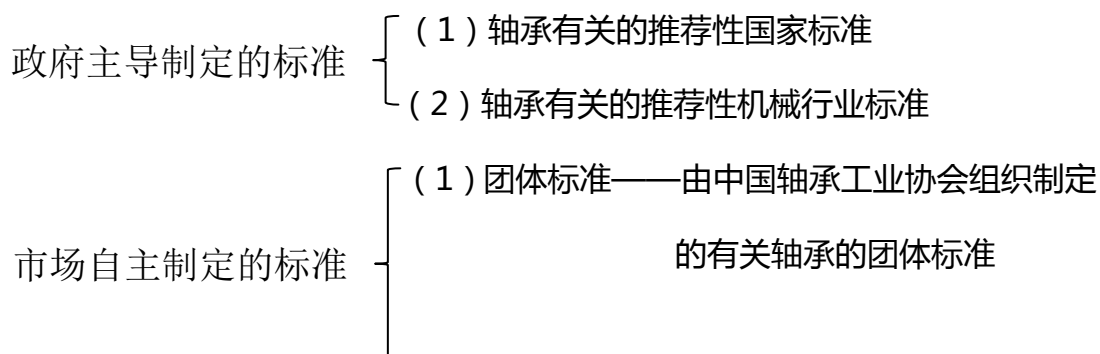 政府主导制定的标准
（1）轴承有关的推荐性国家标准
（2）轴承有关的推荐性机械行业标准
市场自主制定的标准
（1）团体标准——由中国轴承工业协会组织制定
的有关轴承的团体标准